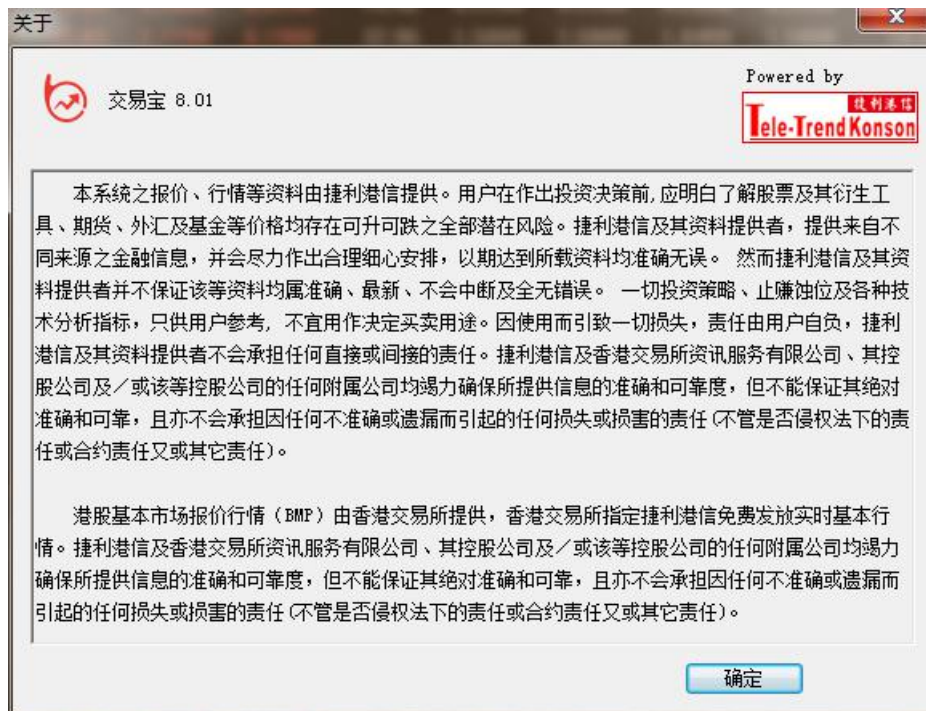 关于
交易宝 8.01
Powered by
捷利港信
Tele-Trend Konson
本系统之报价、行情等资料由捷利港信提供。用户在作出投资决策前,应明白了解股票及其衍生工
具、期货、外汇及基金等价格均存在可升可跌之全部潜在风险。捷利港信及其资料提供者，提供来自不
同来源之金融信息，并会尽力作出合理细心安排，以期达到所载资料均准确无误。 然而捷利港信及其资
料提供者并不保证该等资料均属准确、最新、不会中断及全无错误。 一切投资策略、止赚蚀位及各种技
术分析指标，只供用户参考, 不宜用作决定买卖用途。因使用而引致一切损失，责任由用户自负，捷利
港信及其资料提供者不会承担任何直接或间接的责任。捷利港信及香港交易所资讯服务有限公司、其控
股公司及／或该等控股公司的任何附属公司均竭力确保所提供信息的准确和可靠度，但不能保证其绝对
准确和可靠，且亦不会承担因任何不准确或遗漏而引起的任何损失或损害的责任(不管是否侵权法下的责
任或合约责任又或其它责任)。
港股基本市场报价行情（BMP）由香港交易所提供，香港交易所指定捷利港信免费发放实时基本行
情。捷利港信及香港交易所资讯服务有限公司、其控股公司及／或该等控股公司的任何附属公司均竭力
确保所提供信息的准确和可靠度，但不能保证其绝对准确和可靠，且亦不会承担因任何不准确或遗漏而
引起的任何损失或损害的责任(不管是否侵权法下的责任或合约责任又或其它责任)。
确定